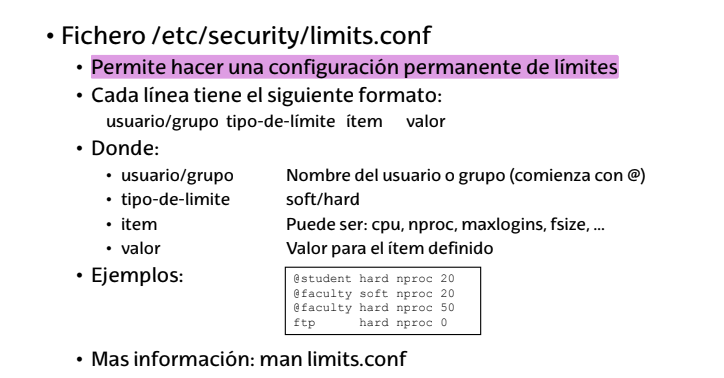 • Fichero /etc/security/limits.conf
• Permite hacer una configuración permanente de límites
• Cada línea tiene el siguiente formato:
usuario/grupo tipo-de-límite ítem valor
• Donde:
• usuario/grupo Nombre del usuario o grupo (comienza con @)
• tipo-de-limite soft/hard
• item Puede ser: cpu, nproc, maxlogins, fsize, ...
• valor Valor para el ítem definido
• Ejemplos:
@student hard nproc 20
@faculty soft nproc 20
@faculty hard nproc 50
ftp hard nproc 0
• Mas información: man limits.conf